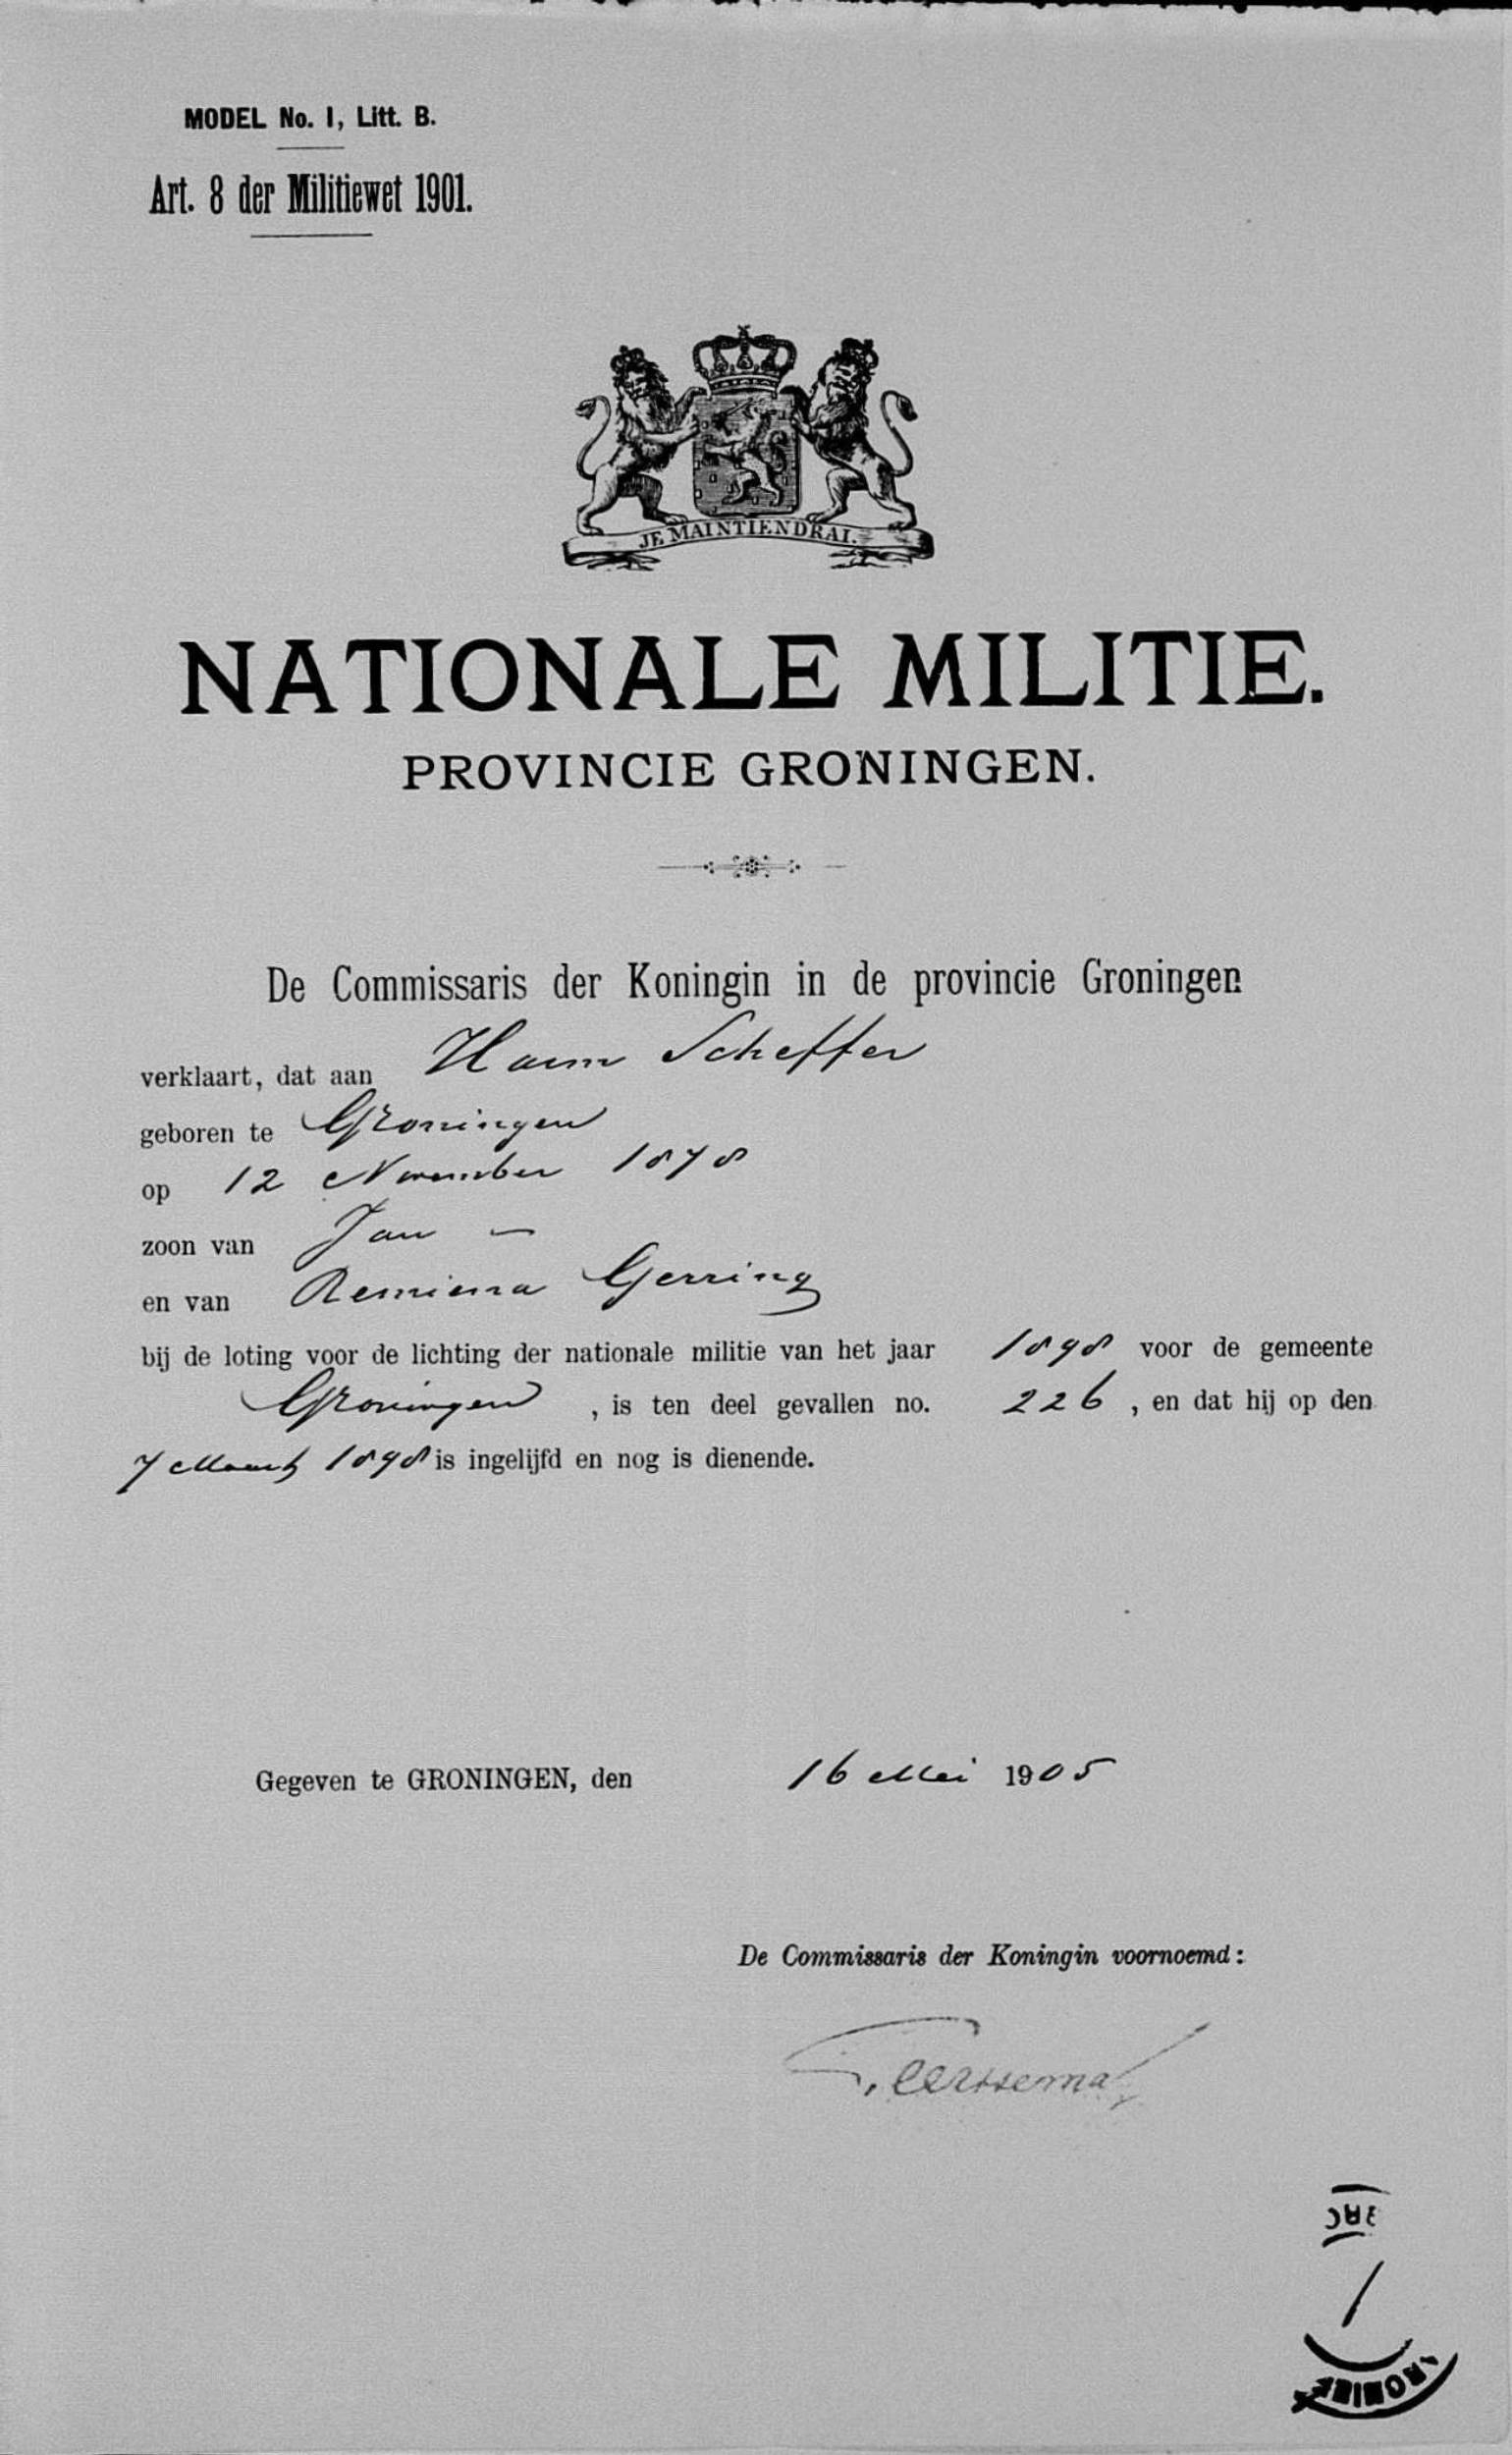 MODEL No. I, Litt. B.
Art. 8 der Militiewet 1901.
JE MAINTIENDRAI.
NATIONALE MILITIE.
PROVINCIE GRONINGEN.
De Commissaris der Koningin in de provincie Groningen
verklaart, dat aan Harm Scheffer
geboren te Groningen
op 12 November 1878
zoon van Jan –
en van Remiena Gerring
bij de loting voor de lichting der nationale militie van het jaar 1898 voor de gemeente
Groningen , is ten deel gevallen no. 226 , en dat hij op den
7 Maart 1898 is ingelijfd en nog is dienende.
Gegeven te GRONINGEN, den 16 Mei 1905
De Commissaris der Koningin voornoemd: